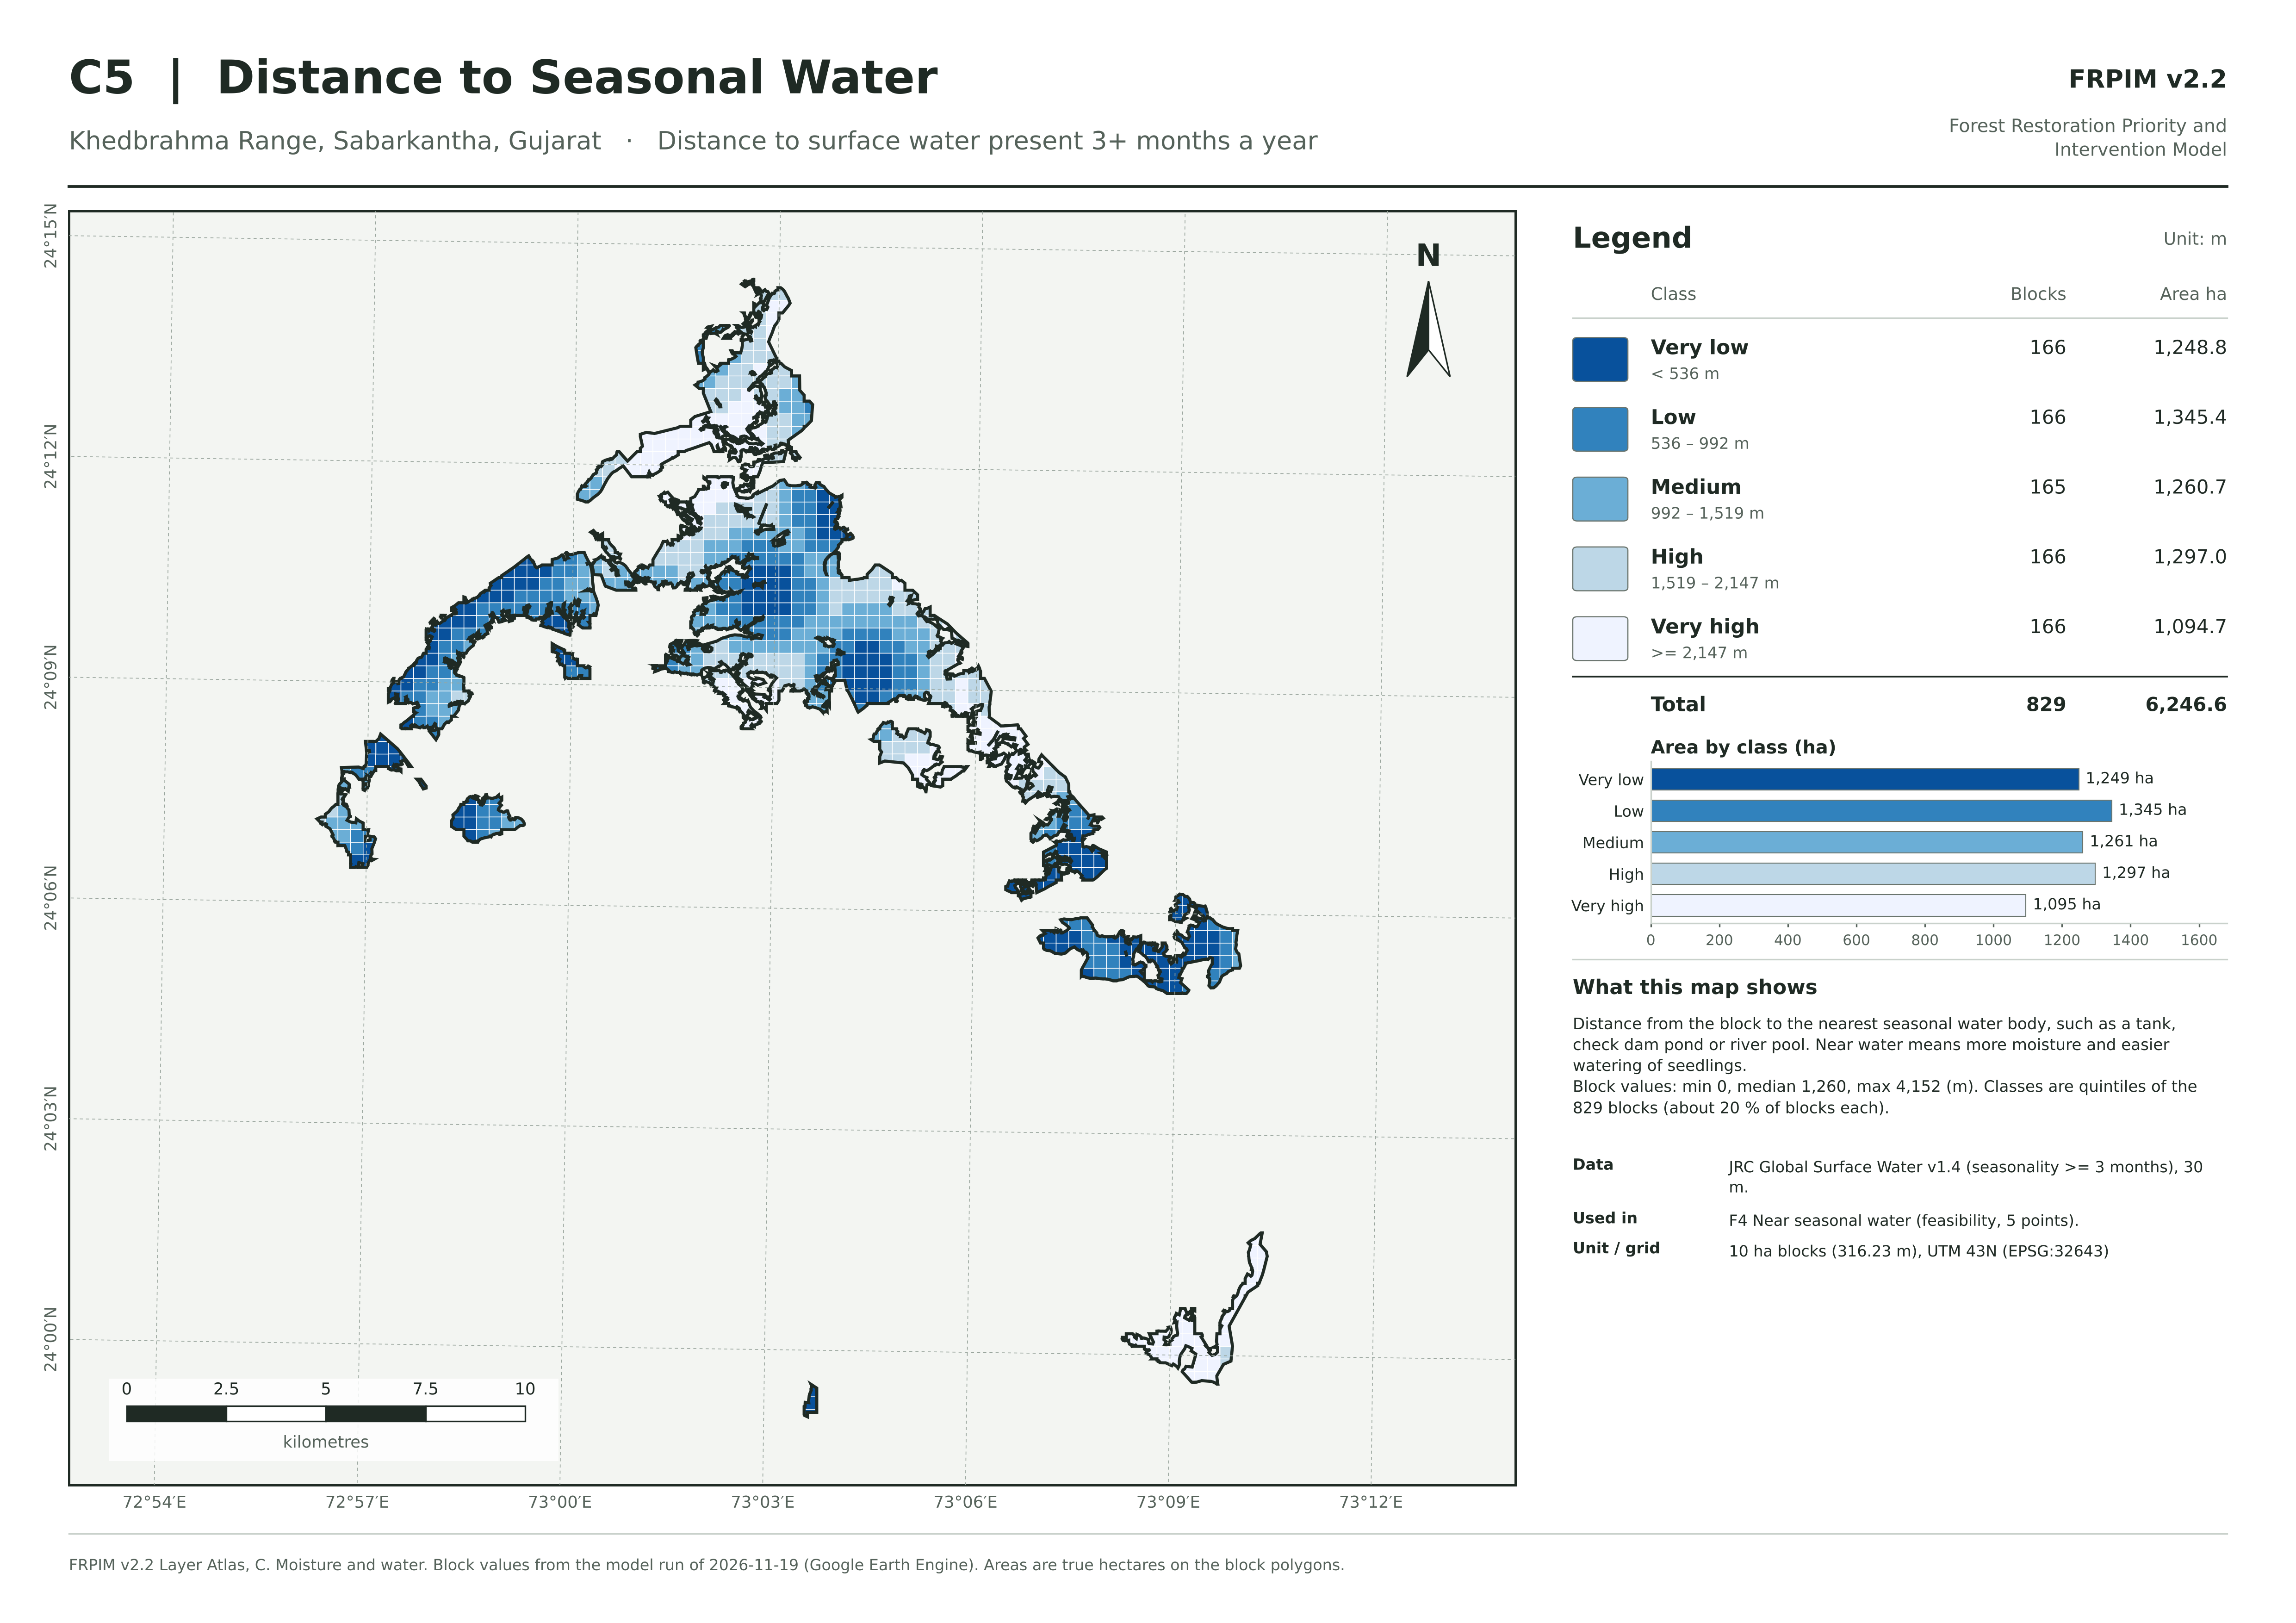 C5 | Distance to Seasonal Water
FRPIM v2.2
Khedbrahma Range, Sabarkantha, Gujarat · Distance to surface water present 3+ months a year
Forest Restoration Priority and
Intervention Model
24°15′N
24°12′N
24°09′N
24°06′N
24°03′N
24°00′N
N
0 2.5 5 7.5 10
kilometres
72°54′E 72°57′E 73°00′E 73°03′E 73°06′E 73°09′E 73°12′E
Legend Unit: m
Class Blocks Area ha
Very low 166 1,248.8
< 536 m
Low 166 1,345.4
536 – 992 m
Medium 165 1,260.7
992 – 1,519 m
High 166 1,297.0
1,519 – 2,147 m
Very high 166 1,094.7
>= 2,147 m
Total 829 6,246.6
Area by class (ha)
Very low 1,249 ha
Low 1,345 ha
Medium 1,261 ha
High 1,297 ha
Very high 1,095 ha
0 200 400 600 800 1000 1200 1400 1600
What this map shows
Distance from the block to the nearest seasonal water body, such as a tank,
check dam pond or river pool. Near water means more moisture and easier
watering of seedlings.
Block values: min 0, median 1,260, max 4,152 (m). Classes are quintiles of the
829 blocks (about 20 % of blocks each).
Data JRC Global Surface Water v1.4 (seasonality >= 3 months), 30
m.
Used in F4 Near seasonal water (feasibility, 5 points).
Unit / grid 10 ha blocks (316.23 m), UTM 43N (EPSG:32643)
FRPIM v2.2 Layer Atlas, C. Moisture and water. Block values from the model run of 2026-11-19 (Google Earth Engine). Areas are true hectares on the block polygons.